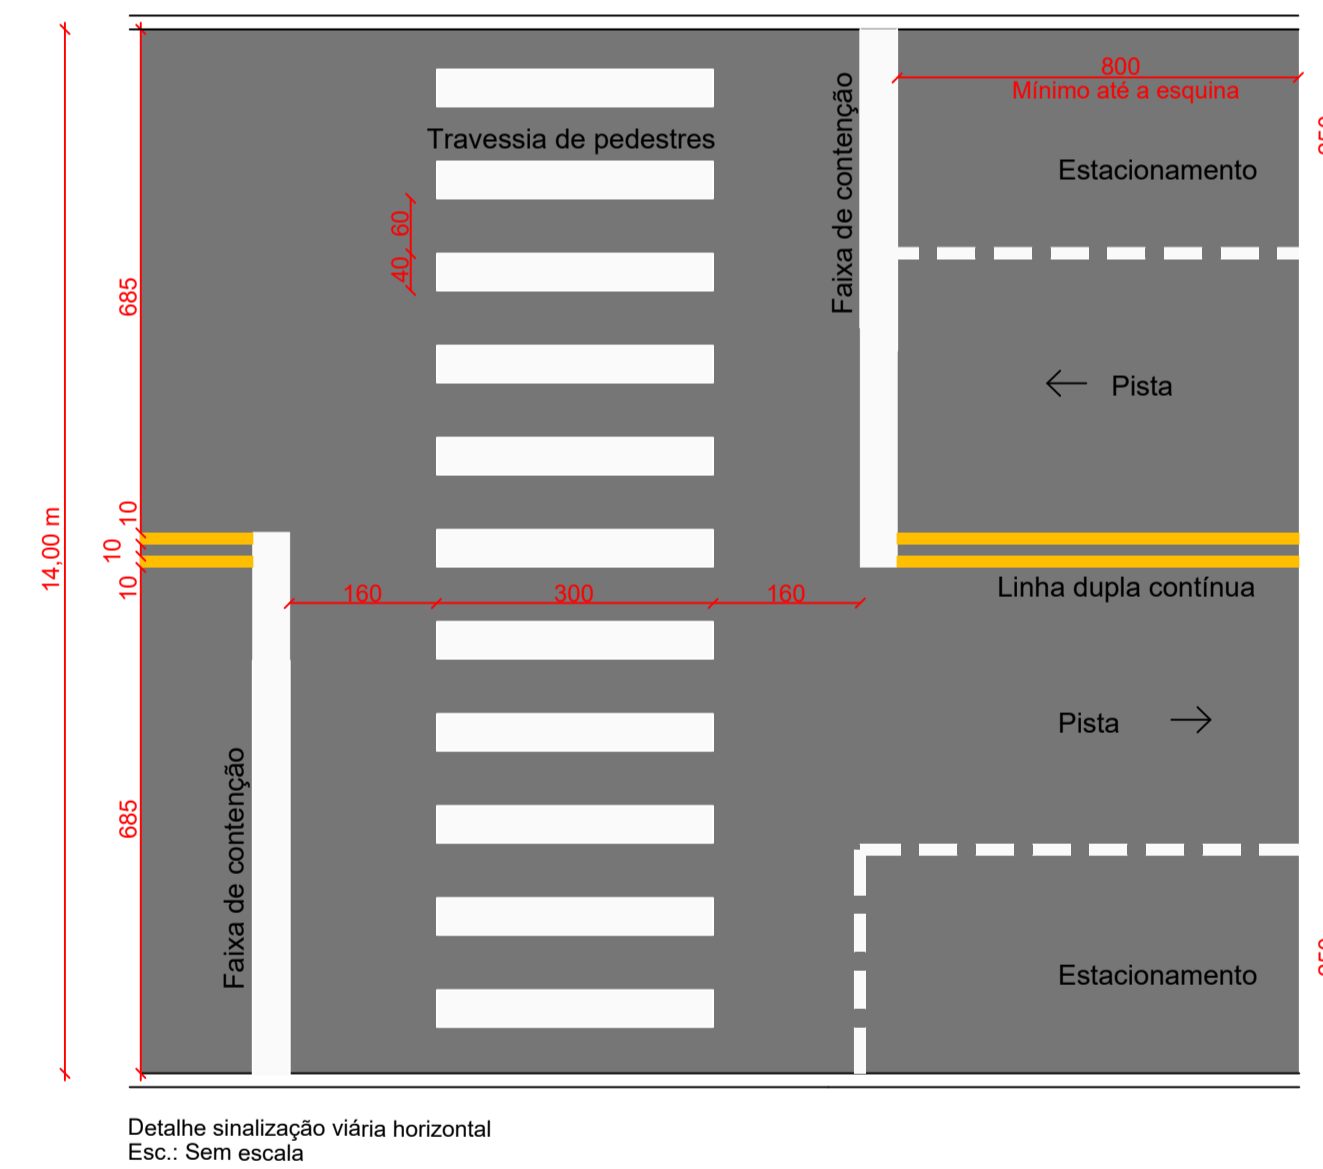 800
Mínimo até a esquina
Travessia de pedestres
Faixa de contenção
Estacionamento
60
40
685
Pista
14,00 m
10
10
10
160
300
160
Linha dupla contínua
Pista
685
Faixa de contenção
Estacionamento
Detalhe sinalização viária horizontal
Esc.: Sem escala